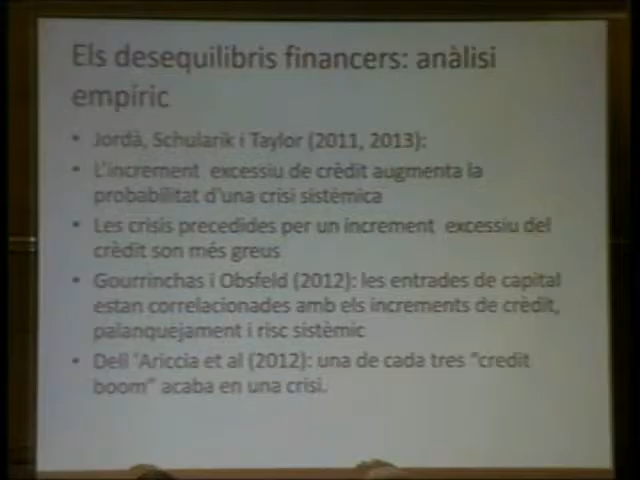 Els desequilibris financers: anàlisi
empíric
• Jordà, Schularik i Taylor (2011, 2013):
• L'increment excessiu de crèdit augmenta la
probabilitat d'una crisi sistèmica
• Les crisis precedides per un increment excessiu del
crèdit son més greus
• Gourrinchas i Obsfeld (2012): les entrades de capital
estan correlacionades amb els increments de crèdit,
palanquejament i risc sistèmic
• Dell 'Ariccia et al (2012): una de cada tres "credit
boom" acaba en una crisi.